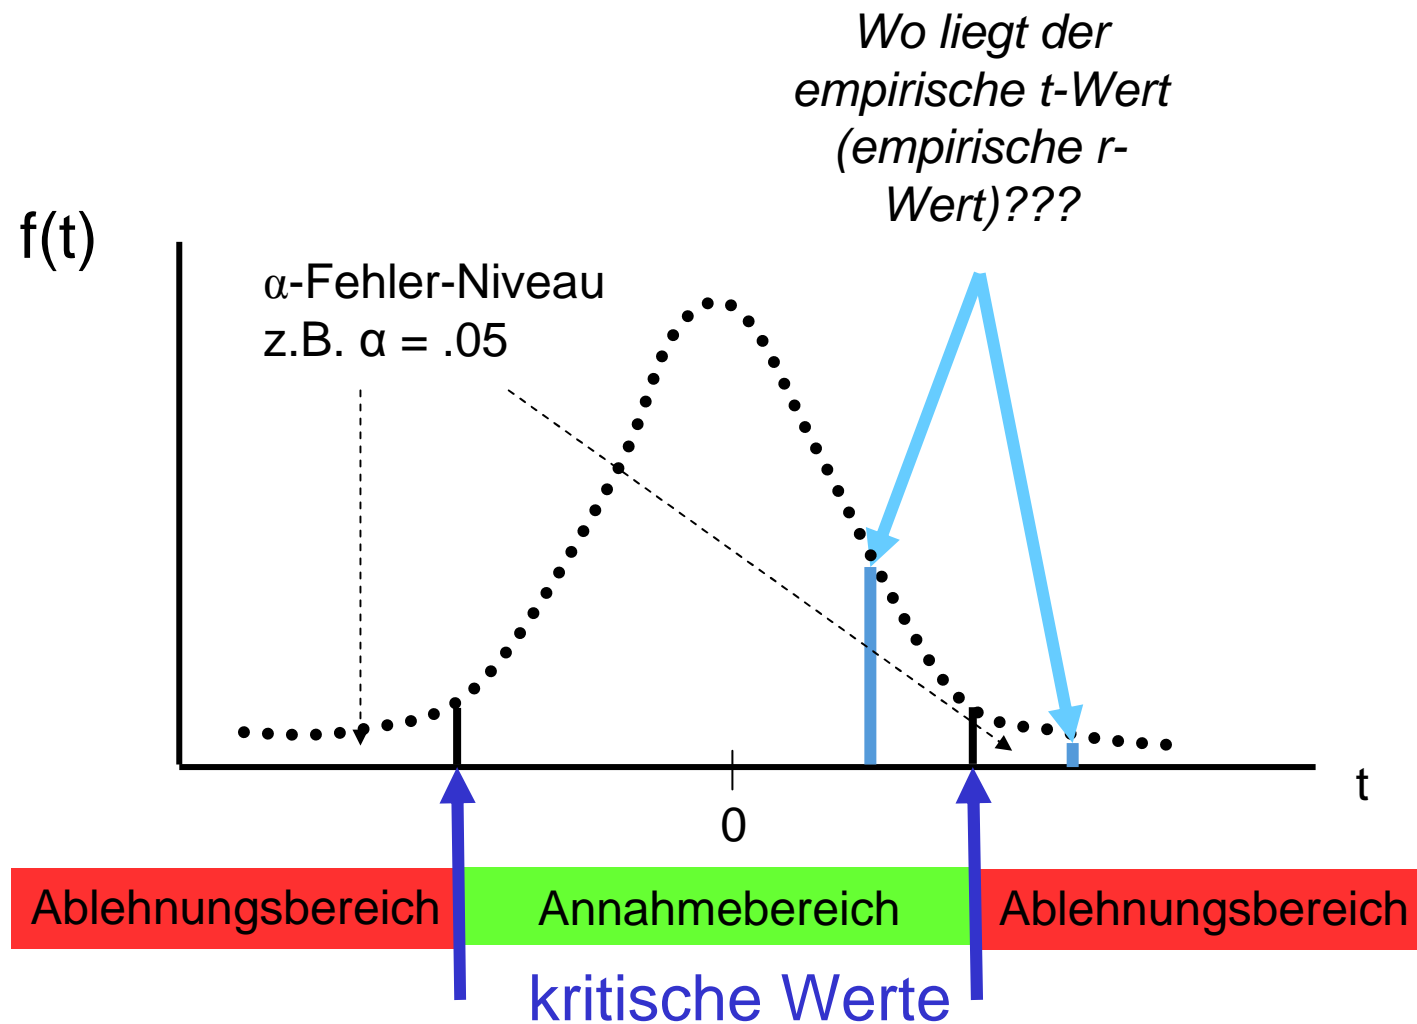 Wo liegt der
empirische t-Wert
(empirische r-
Wert)???
f(t)
α-Fehler-Niveau
z.B. α = .05
t
0
Ablehnungsbereich
Annahmebereich
Ablehnungsbereich
kritische Werte